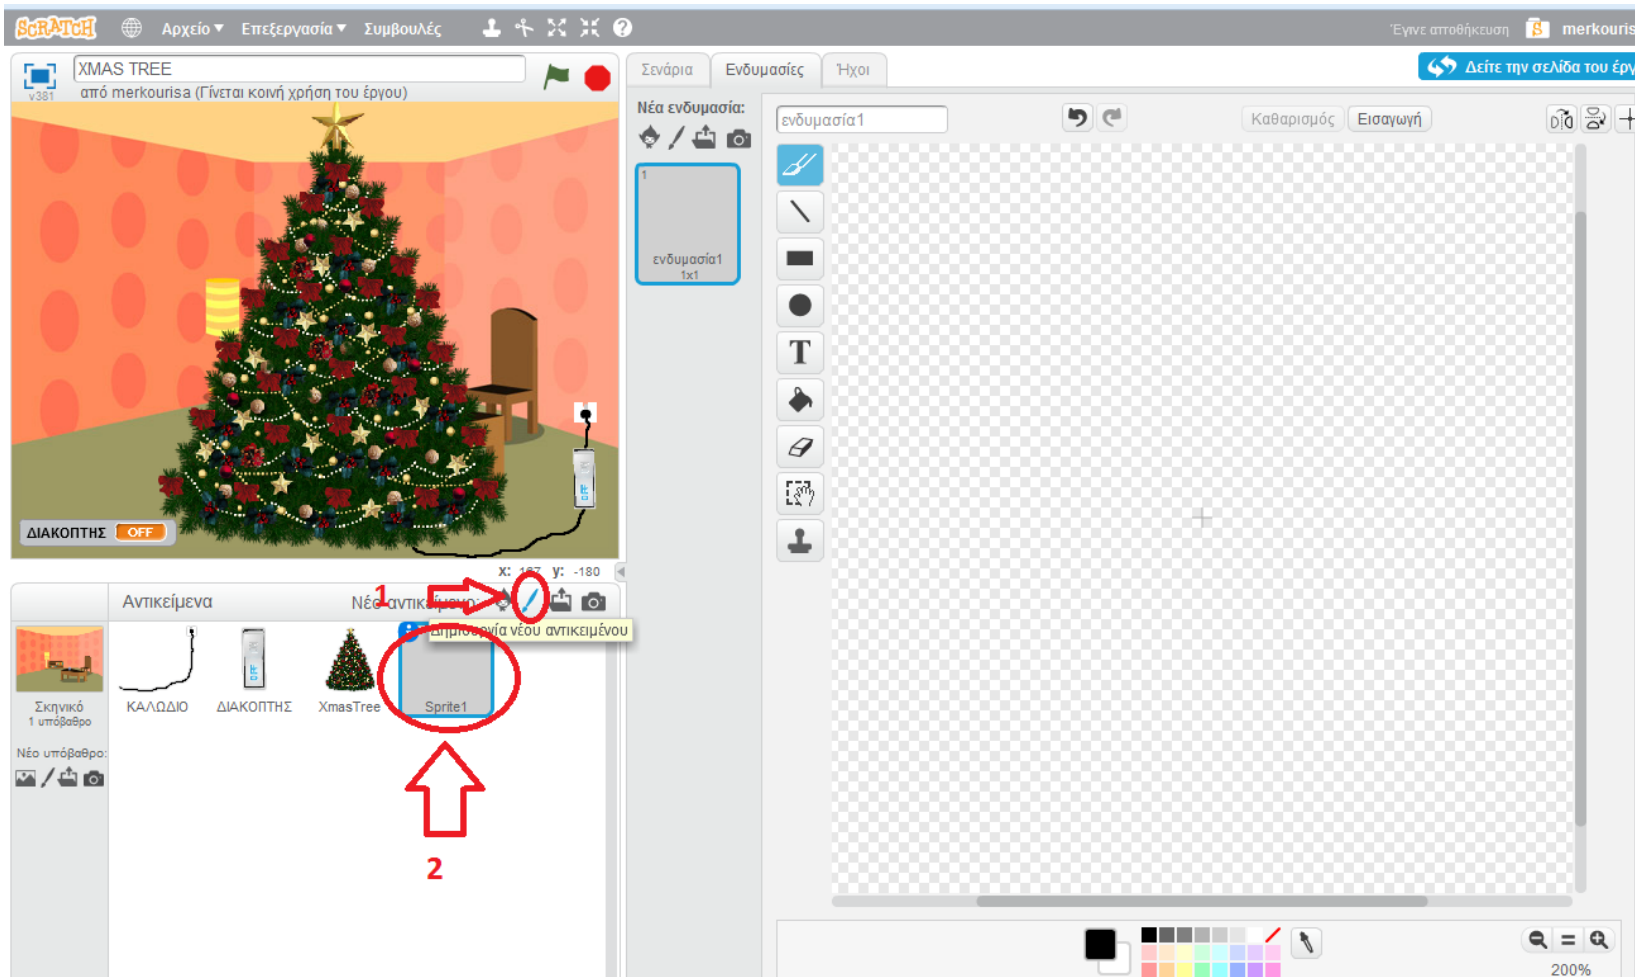 SCRATCH Αρχείο Επεξεργασία Συμβουλές ? Έγινε αποθήκευση S merkouris
v381 XMAS TREE
από merkourisa (Γίνεται κοινή χρήση του έργου)
Σενάρια Ενδυμασίες Ήχοι Δείτε την σελίδα του έργ
Νέα ενδυμασία:
ενδυμασία1 Καθαρισμός Εισαγωγή
1
ενδυμασία1
1x1
T
OFF
ΔΙΑΚΟΠΤΗΣ OFF
y: -180
1
Αντικείμενα
Δημιουργία νέου αντικειμένου
OFF
Σκηνικό
1 υπόβαθρο
ΚΑΛΩΔΙΟ ΔΙΑΚΟΠΤΗΣ XmasTree Sprite1
Νέο υπόβαθρο:
2
200%